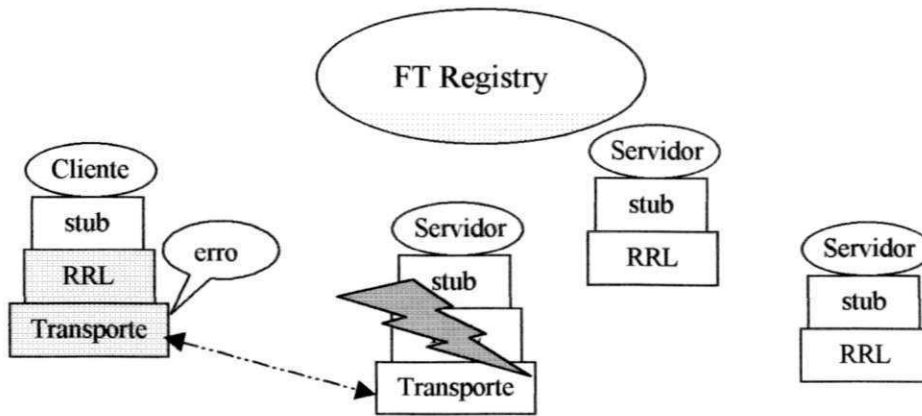 FT Registry
Cliente
stub
RRL
Transporte
erro
Servidor
stub
Transporte
Servidor
stub
RRL
Servidor
stub
RRL